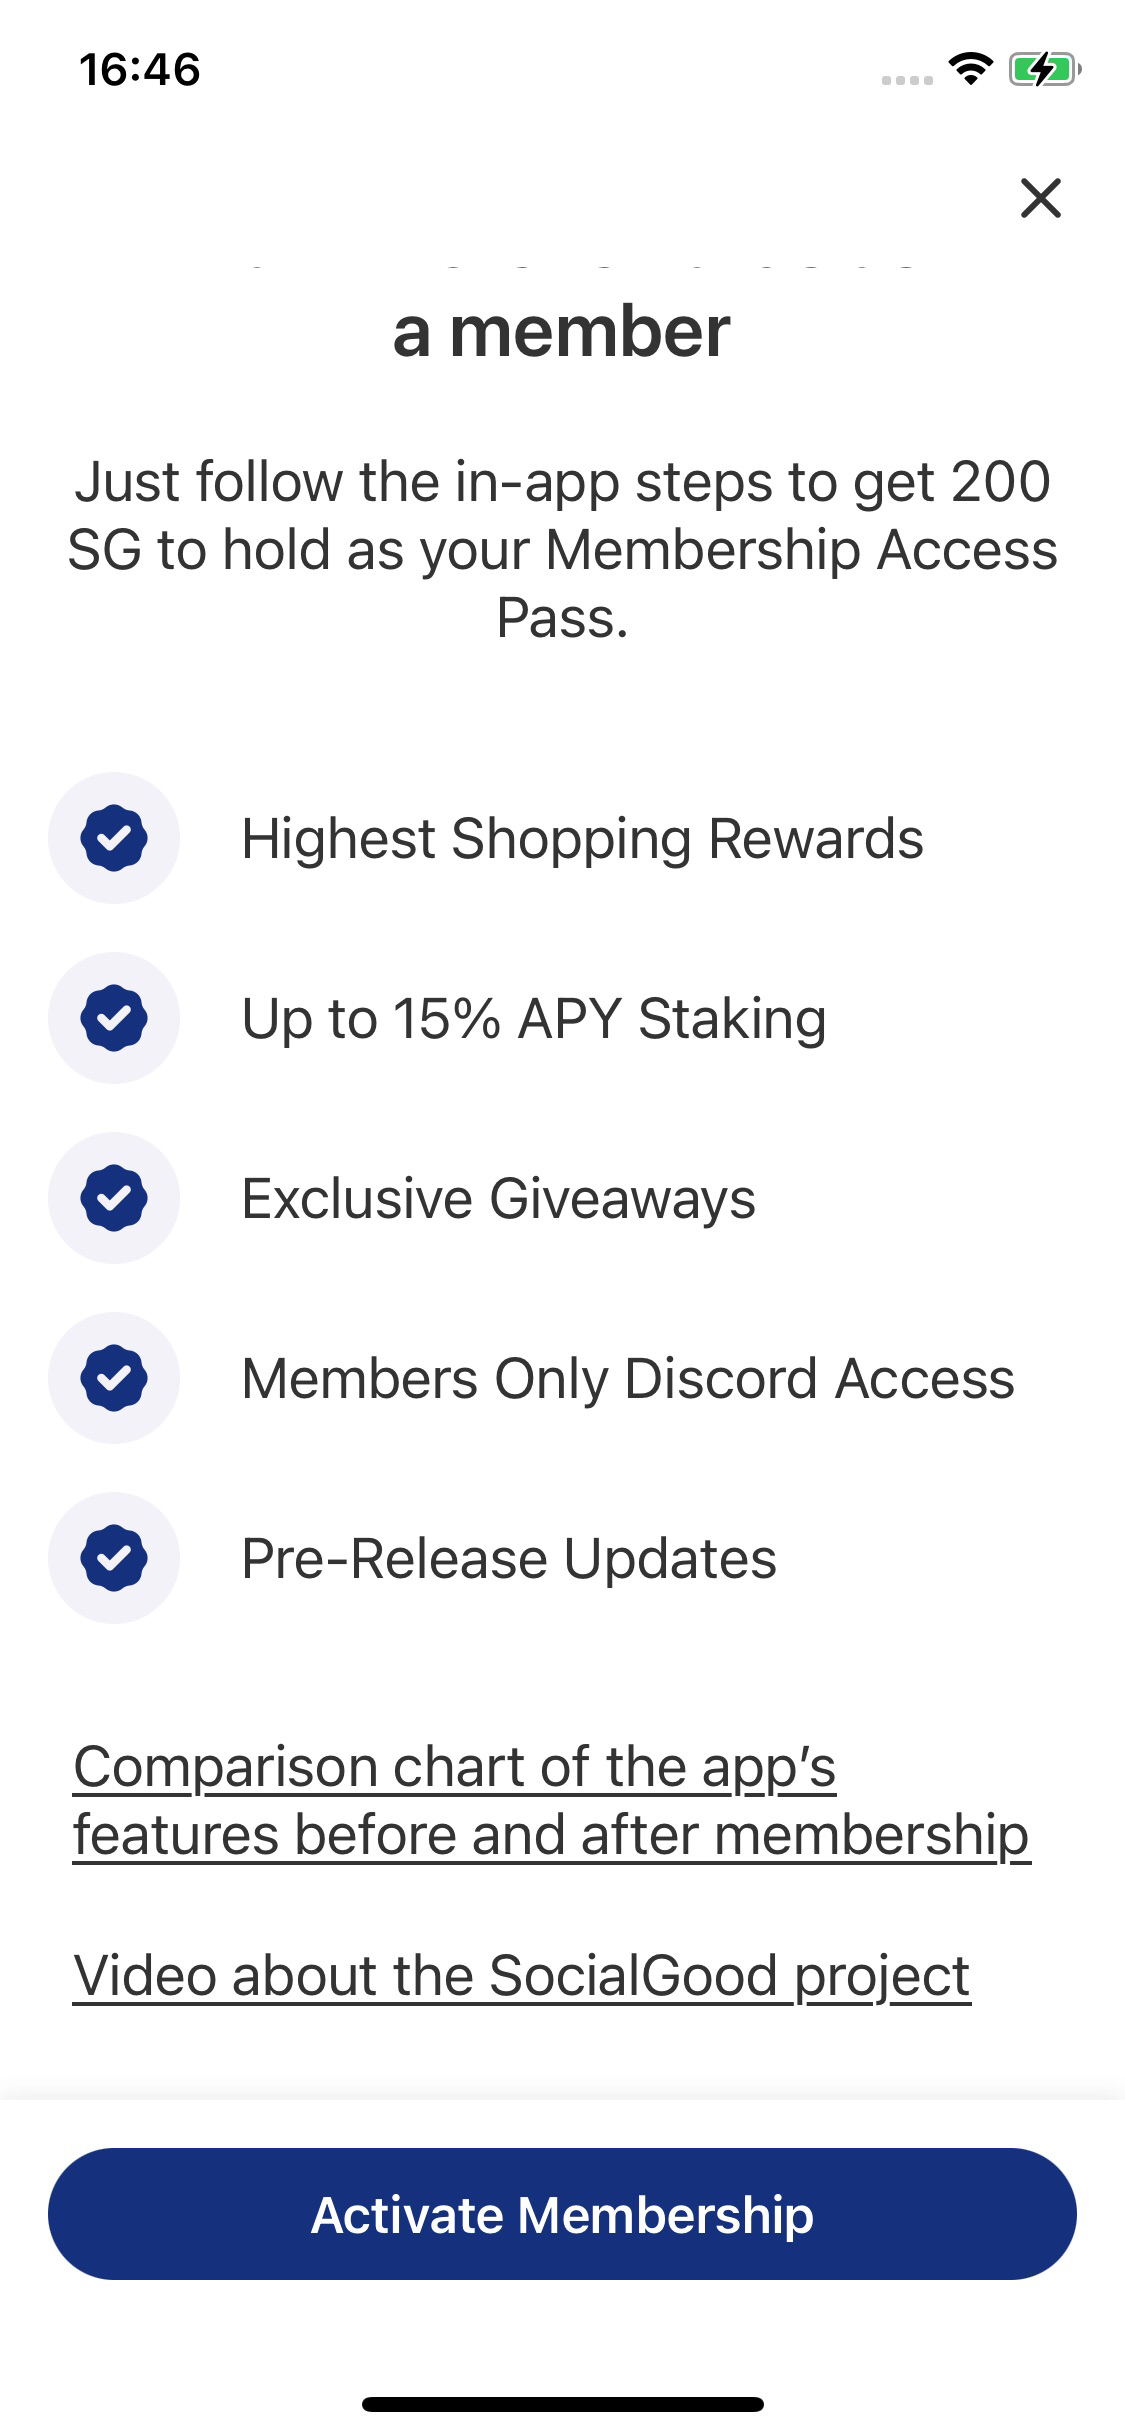 16:46
a member
Just follow the in-app steps to get 200
SG to hold as your Membership Access
Pass.
Highest Shopping Rewards
Up to 15% APY Staking
Exclusive Giveaways
Members Only Discord Access
Pre-Release Updates
Comparison chart of the app’s
features before and after membership
Video about the SocialGood project
Activate Membership